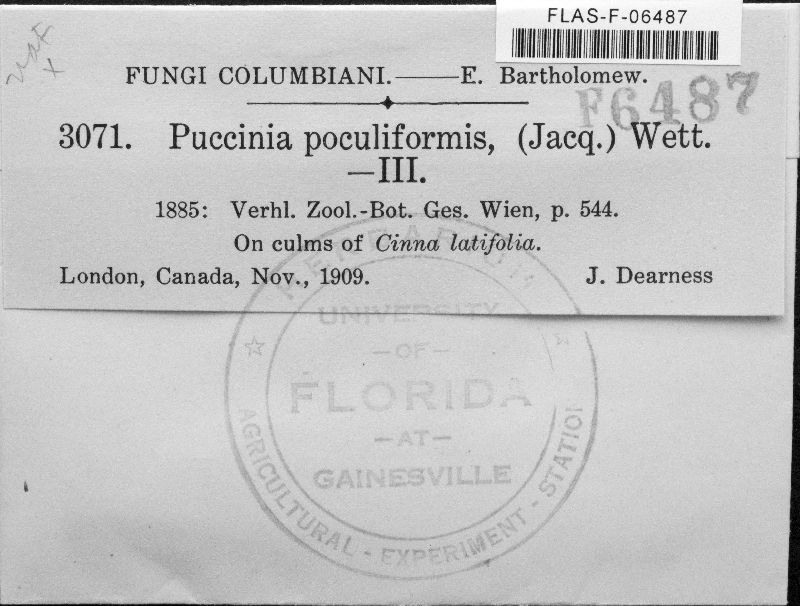 FLAS-F-06487
FUNGI COLUMBIANI.——E. Bartholomew.
F6487
3071. Puccinia poculiformis, (Jacq.) Wett.
—III.
1885: Verhl. Zool.-Bot. Ges. Wien, p. 544.
On culms of Cinna latifolia.
London, Canada, Nov., 1909. J. Dearness
HERBARIUM
UNIVERSITY
—OF—
FLORIDA
—AT—
GAINESVILLE
AGRICULTURAL - EXPERIMENT - STATION